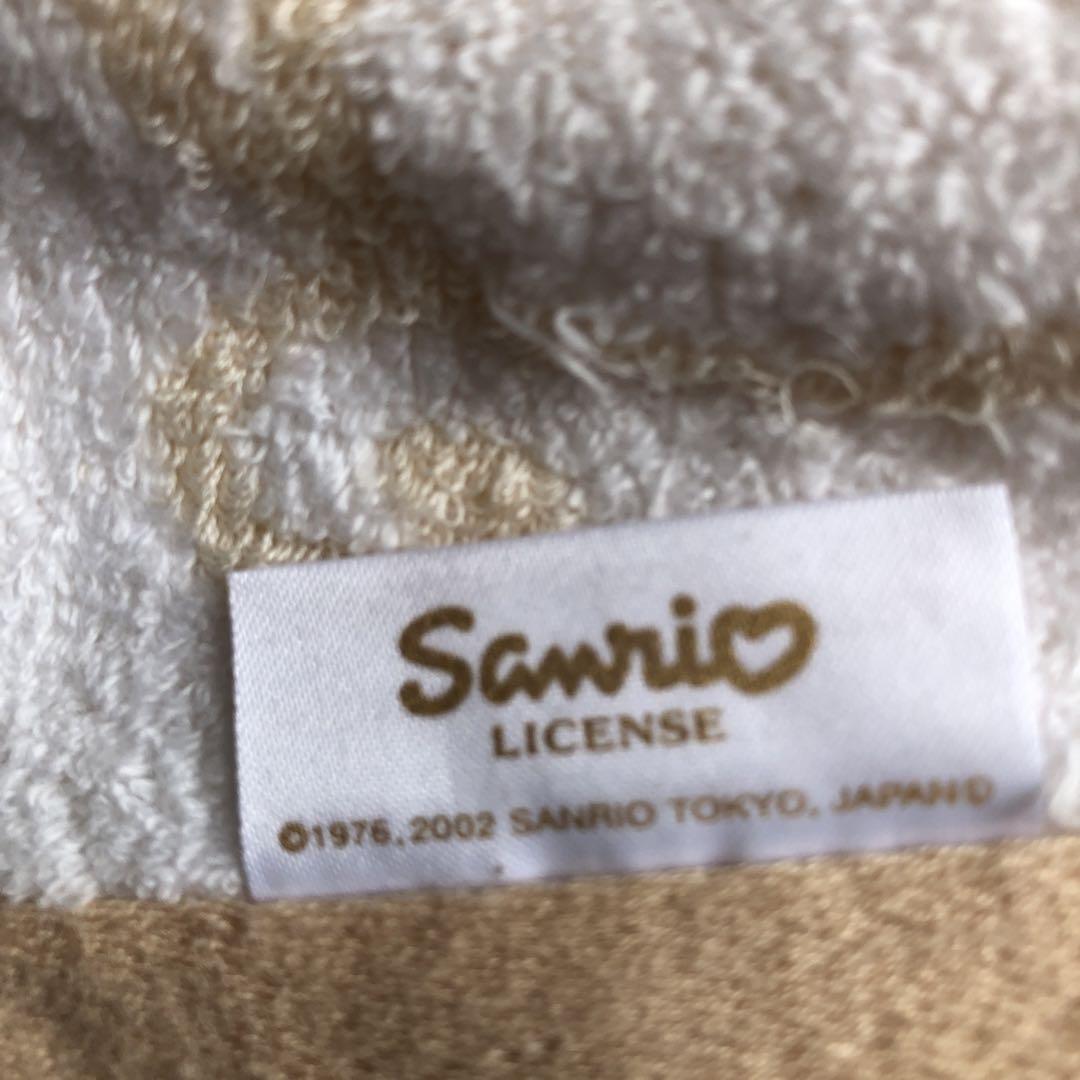 Sanrio
LICENSE
©1976, 2002 SANRIO TOKYO, JAPAN©